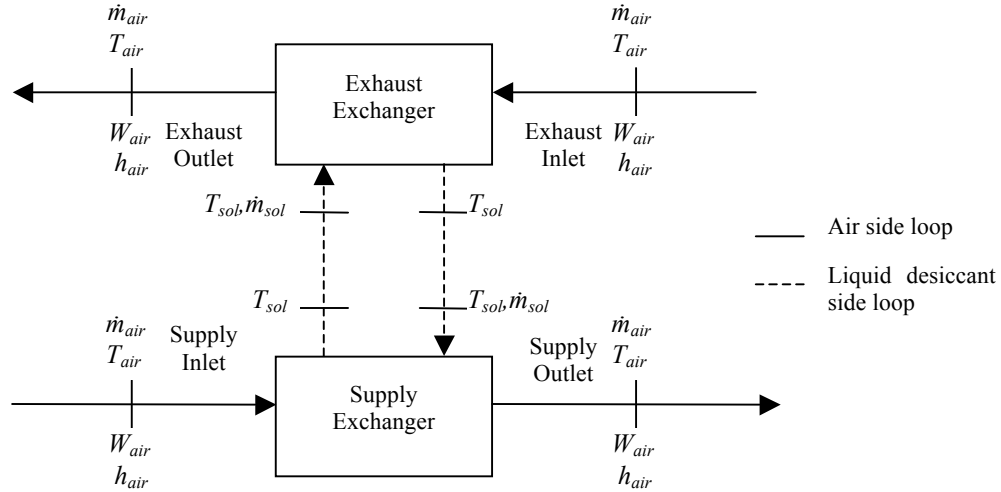 ṁair
Tair
Wair
hair
Exhaust
Outlet
Exhaust
Exchanger
ṁair
Tair
Exhaust
Inlet
Wair
hair
Tsol,ṁsol
Tsol
Tsol
Tsol,ṁsol
Air side loop
Liquid desiccant
side loop
ṁair
Tair
Supply
Inlet
Wair
hair
Supply
Exchanger
Supply
Outlet
ṁair
Tair
Wair
hair